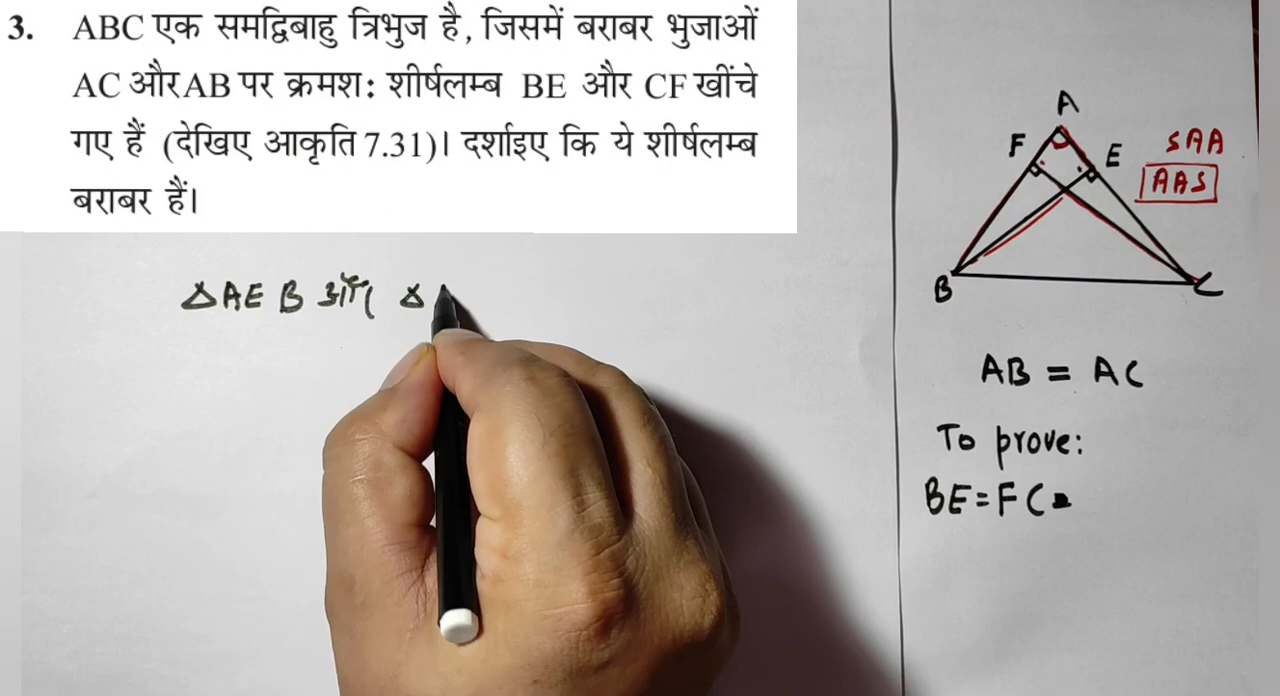 3. ABC एक समद्विबाहु त्रिभुज है, जिसमें बराबर भुजाओं
AC और AB पर क्रमश: शीर्षलम्ब BE और CF खींचे
गए हैं (देखिए आकृति 7.31)। दर्शाइए कि ये शीर्षलम्ब
बराबर हैं।
Δ AEB और Δ
A
F
E
SAA
AAS
B
C
AB = AC
To prove:
BE = FC